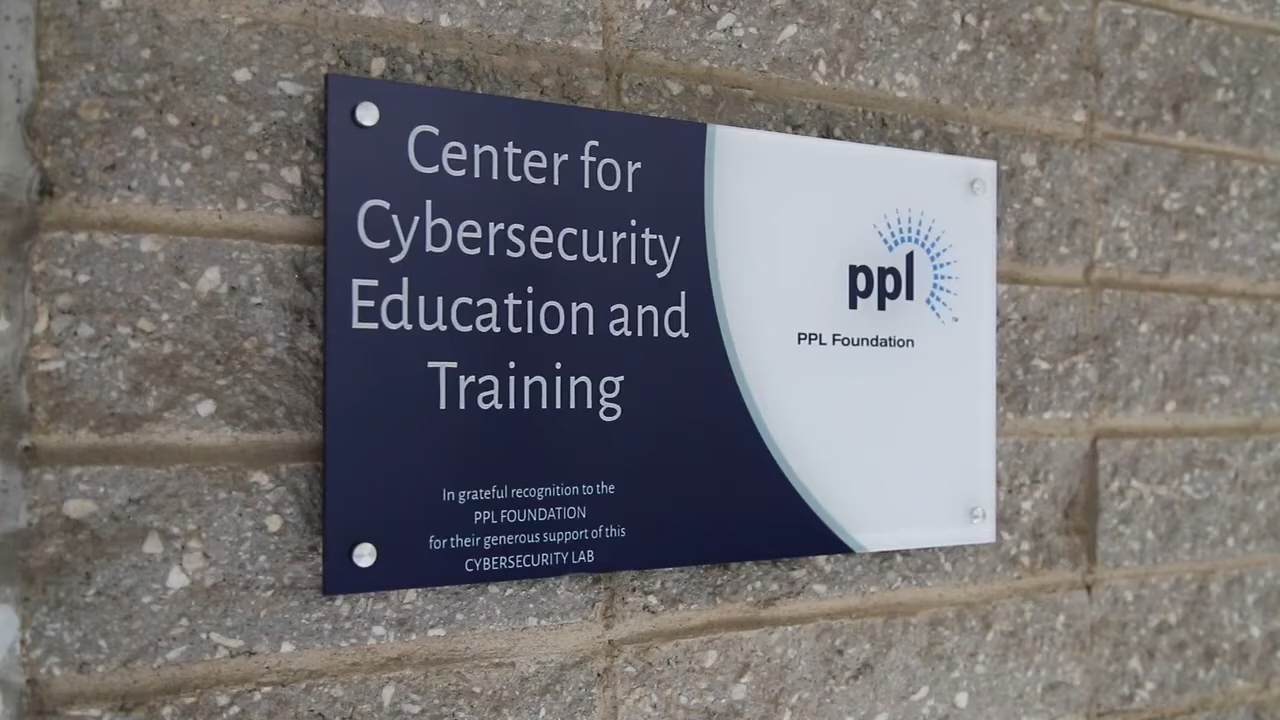 Center for
Cybersecurity
Education and
Training
In grateful recognition to the
PPL FOUNDATION
for their generous support of this
CYBERSECURITY LAB
ppl
TM
PPL Foundation